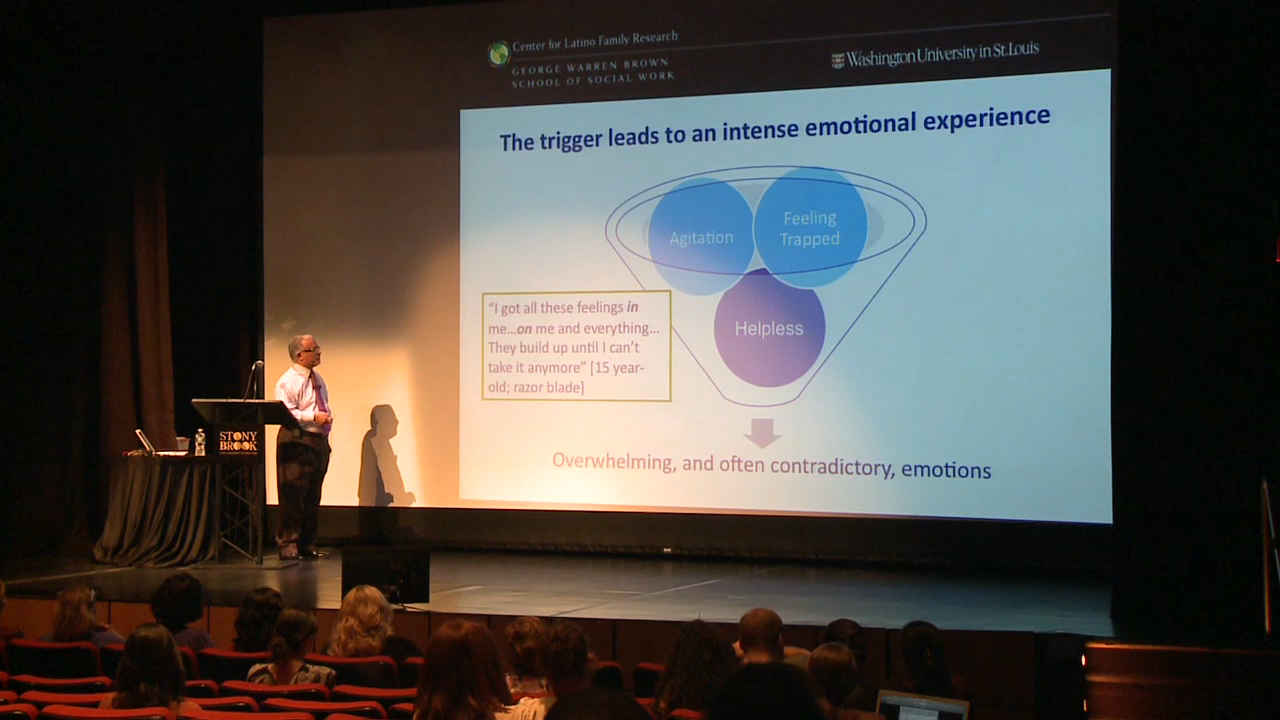 Center for Latino Family Research
GEORGE WARREN BROWN
SCHOOL OF SOCIAL WORK
Washington University in St. Louis
The trigger leads to an intense emotional experience
Agitation
Feeling
Trapped
Helpless
“I got all these feelings in
me...on me and everything...
They build up until I can’t
take it anymore” [15 year-
old; razor blade]
Overwhelming, and often contradictory, emotions
STONY
BROOK